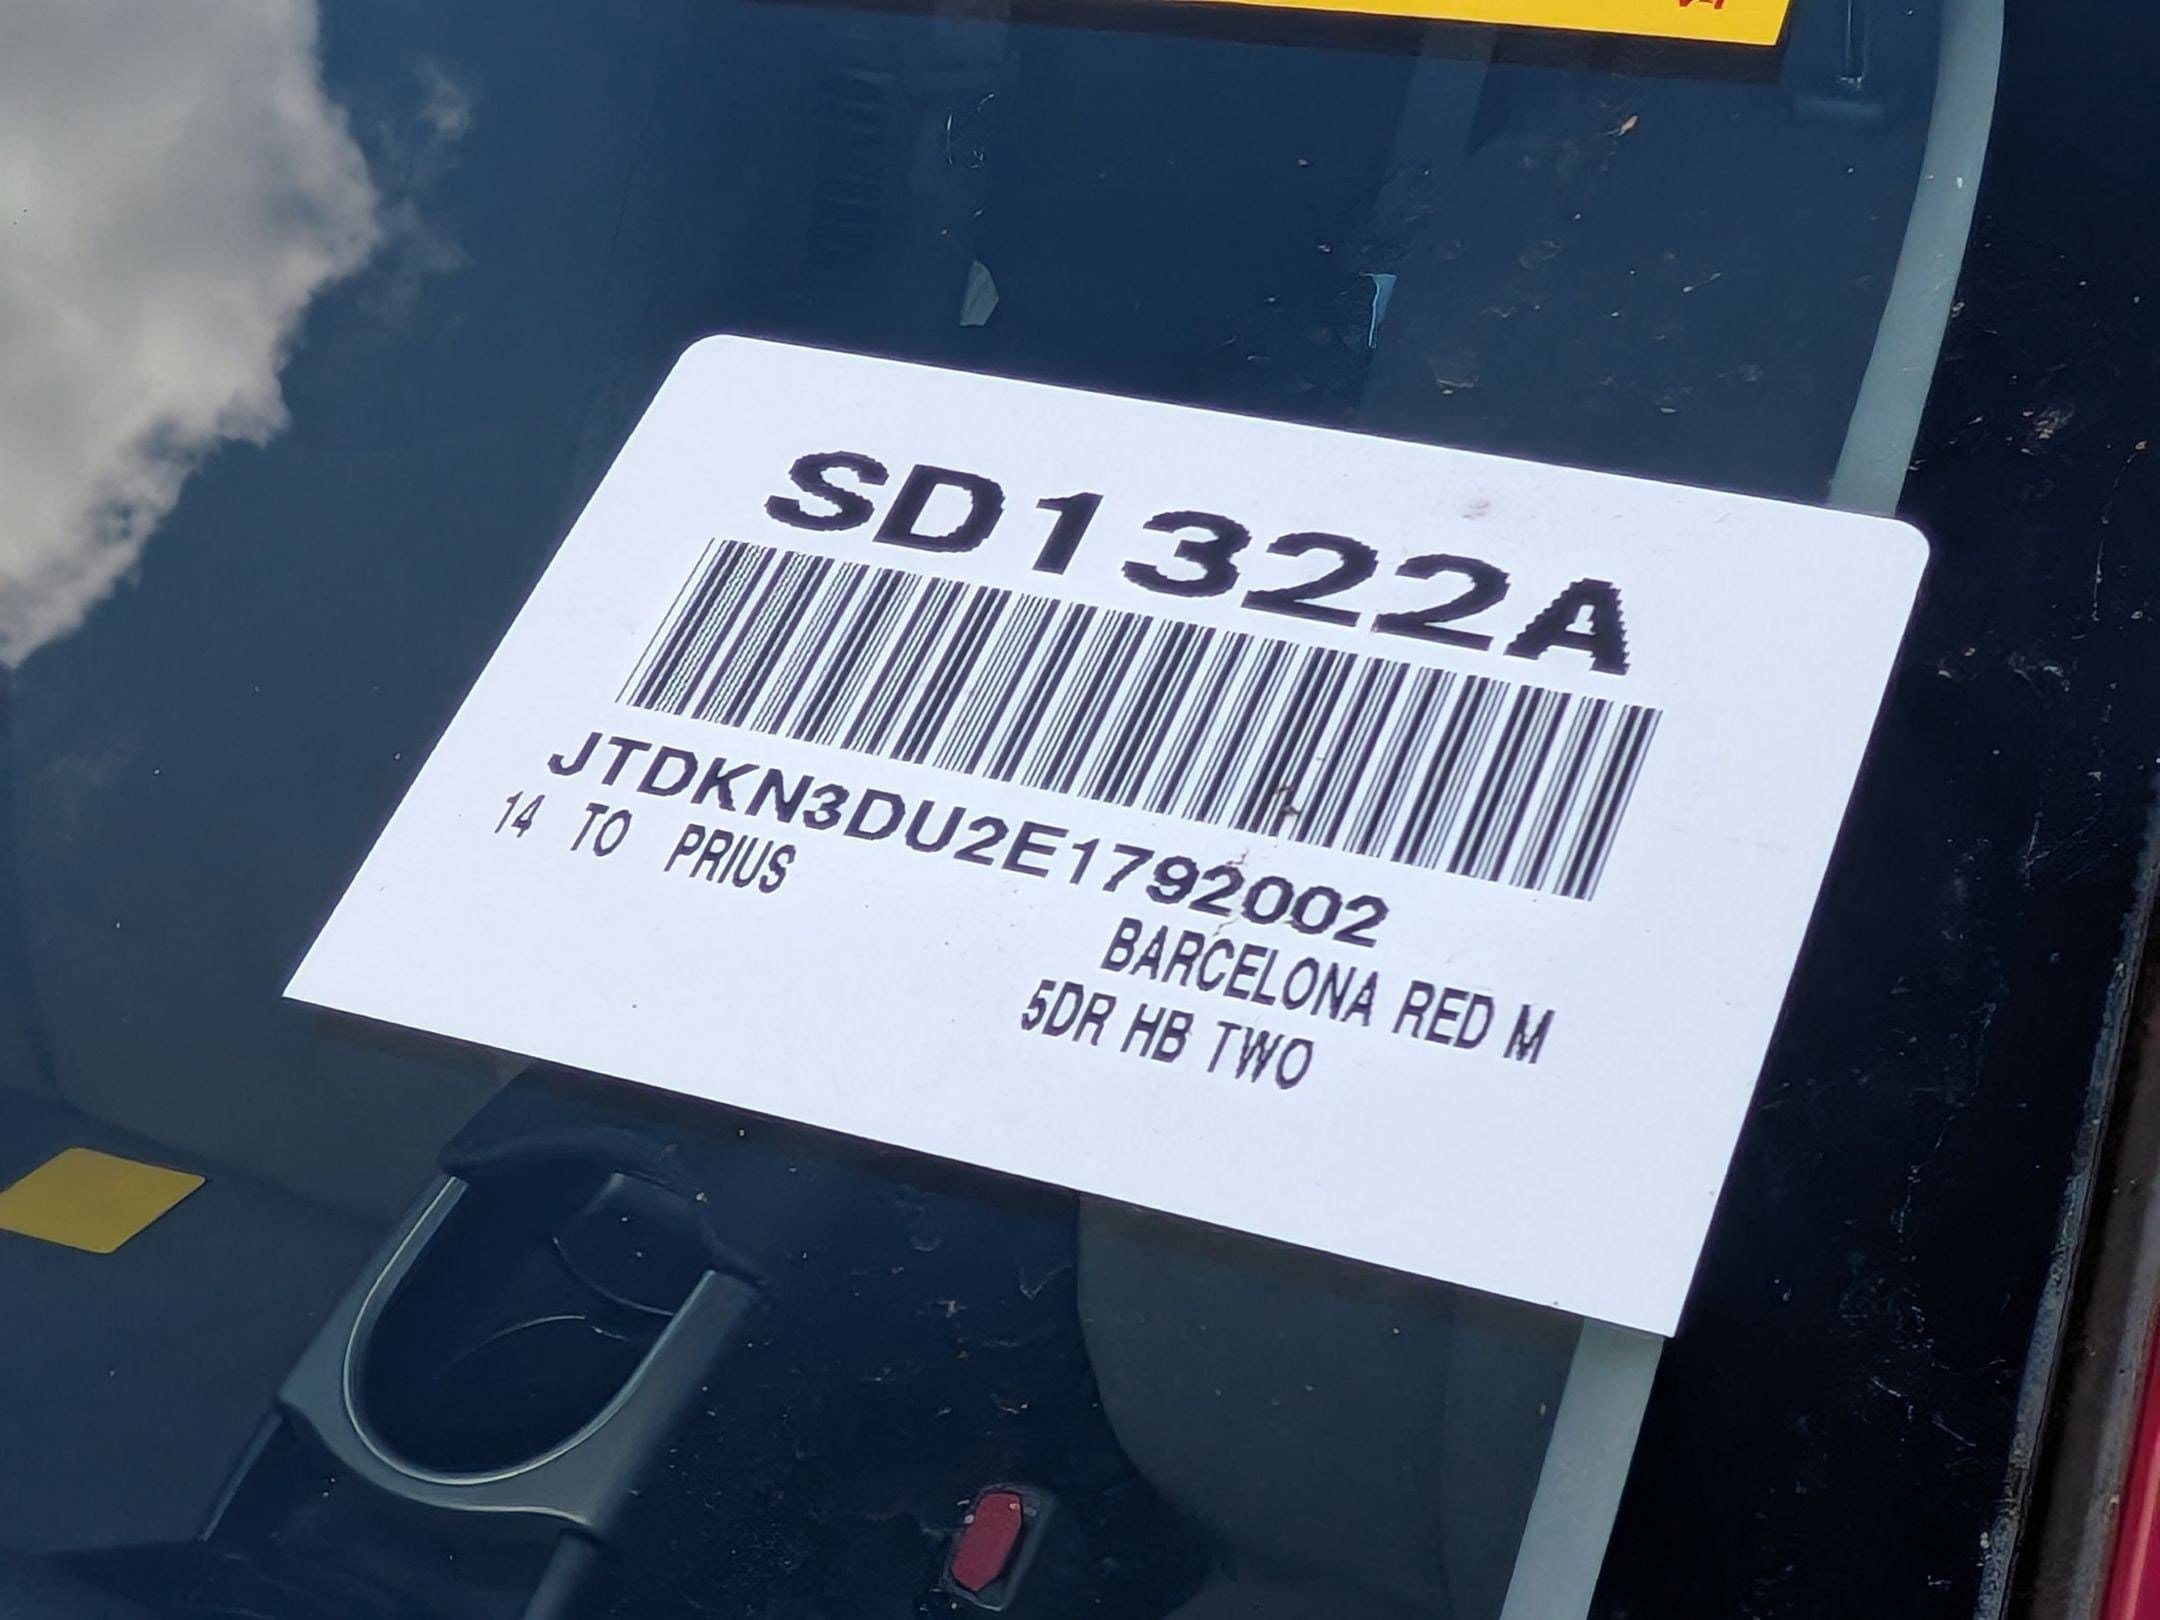 SD1322A
JTDKN3DU2E1792002
14 TO PRIUS
BARCELONA RED M
5DR HB TWO